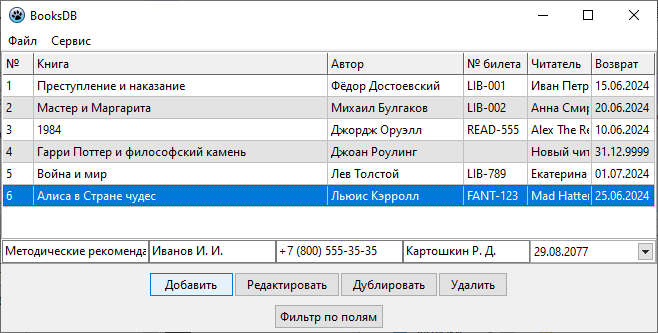 BooksDB
Файл Сервис
№ Книга Автор № билета Читатель Возврат
1 Преступление и наказание Фёдор Достоевский LIB-001 Иван Петр 15.06.2024
2 Мастер и Маргарита Михаил Булгаков LIB-002 Анна Смир 20.06.2024
3 1984 Джордж Оруэлл READ-555 Alex The Re 10.06.2024
4 Гарри Поттер и философский камень Джоан Роулинг Новый чит 31.12.9999
5 Война и мир Лев Толстой LIB-789 Екатерина 01.07.2024
6 Алиса в Стране чудес Льюис Кэрролл FANT-123 Mad Hatter 25.06.2024
Методические рекоменда Иванов И. И. +7 (800) 555-35-35 Картошкин Р. Д. 29.08.2077
Добавить Редактировать Дублировать Удалить
Фильтр по полям